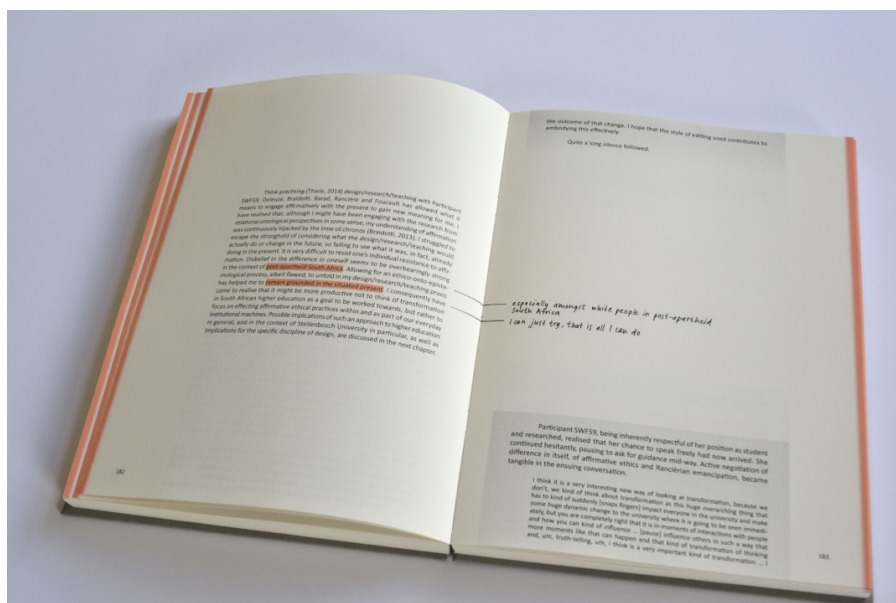 Think practising (Thiele, 2014) design/research/teaching with Participant
SWF59, Deleuze, Braidotti, Barad, Rancière and Foucault has allowed what it
means to engage affirmatively with the present to gain new meaning for me. I
have realised that, although I might have been engaging with the research from
relational ontological perspectives in some sense, my understanding of affirmation
was continuously hijacked by the time of chronos (Braidotti, 2013). I struggled to
escape the stronghold of considering what the design/research/teaching would
actually do or change in the future, so failing to see what it was, in fact, already
doing in the present. It is very difficult to resist one's individual resistance to affir-
mation. Disbelief in the difference in oneself seems to be overbearingly strong
in the context of post-apartheid South Africa. Allowing for an ethico-onto-episte-
mological process, albeit flawed, to unfold in my design/research/teaching praxis
has helped me to remain grounded in the situated present. I consequently have
come to realise that it might be more productive not to think of transformation
in South African higher education as a goal to be worked towards, but rather to
focus on effecting affirmative ethical practices within and as part of our everyday
institutional machines. Possible implications of such an approach to higher education
in general, and in the context of Stellenbosch University in particular, as well as
implications for the specific discipline of design, are discussed in the next chapter.
182
the outcome of that change. I hope that the style of editing used contributes to
embodying this effectively.
Quite a long silence followed.
especially amongst white people in post-apartheid
South Africa
i can just try, that is all I can do
Participant SWF59, being inherently respectful of her position as student
and researched, realised that her chance to speak freely had now arrived. She
continued hesitantly, pausing to ask for guidance mid-way. Active negotiation of
difference in itself, of affirmative ethics and Rancièrian emancipation, became
tangible in the ensuing conversation.
I think it is a very interesting new way of looking at transformation, because we
don't, we kind of think about transformation as this huge overarching thing that
has to kind of suddenly [snaps fingers] impact everyone in the university and make
some huge dynamic change to the university where it is going to be seen immedi-
ately, but you are completely right that it is in moments of interactions with people
and how you can kind of influence ... [pause] influence others in such a way that
more moments like that can happen and that kind of transformation of thinking
and, um, truth-telling, um, i think is a very important kind of transformation ... I
183